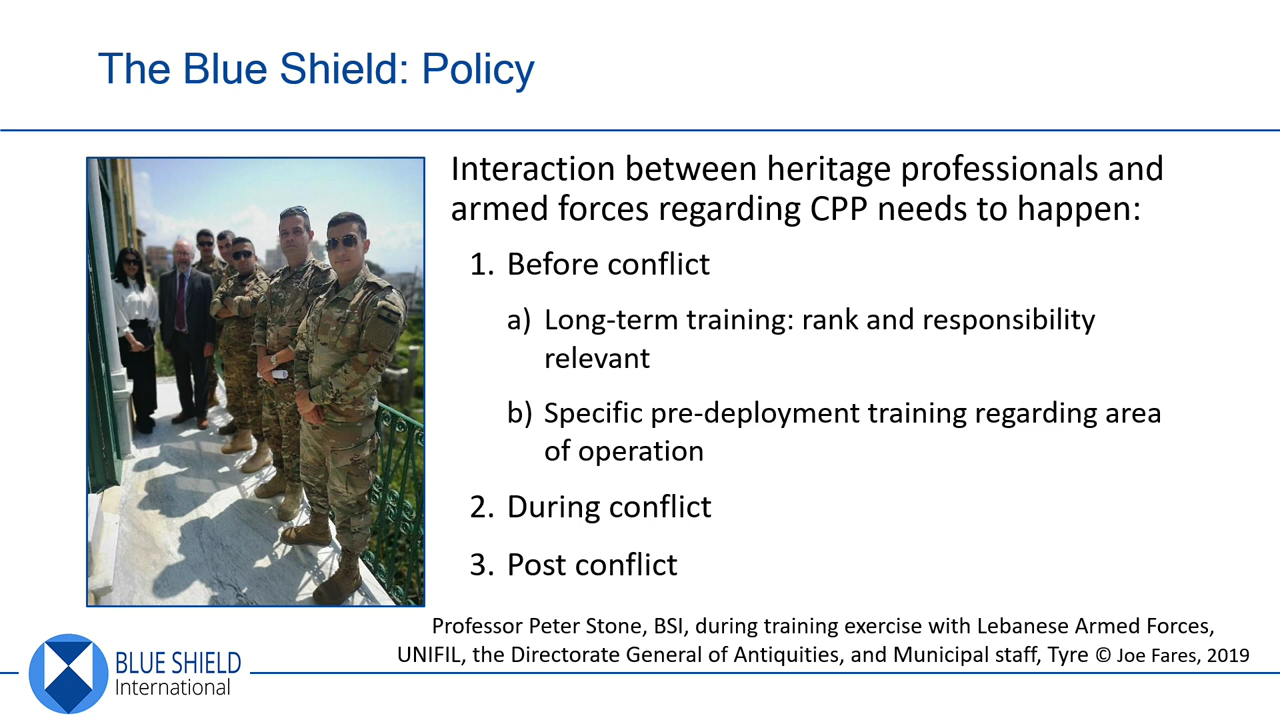 The Blue Shield: Policy
Interaction between heritage professionals and
armed forces regarding CPP needs to happen:
1. Before conflict
a) Long-term training: rank and responsibility
relevant
b) Specific pre-deployment training regarding area
of operation
2. During conflict
3. Post conflict
Professor Peter Stone, BSI, during training exercise with Lebanese Armed Forces,
UNIFIL, the Directorate General of Antiquities, and Municipal staff, Tyre © Joe Fares, 2019
BLUE SHIELD
International